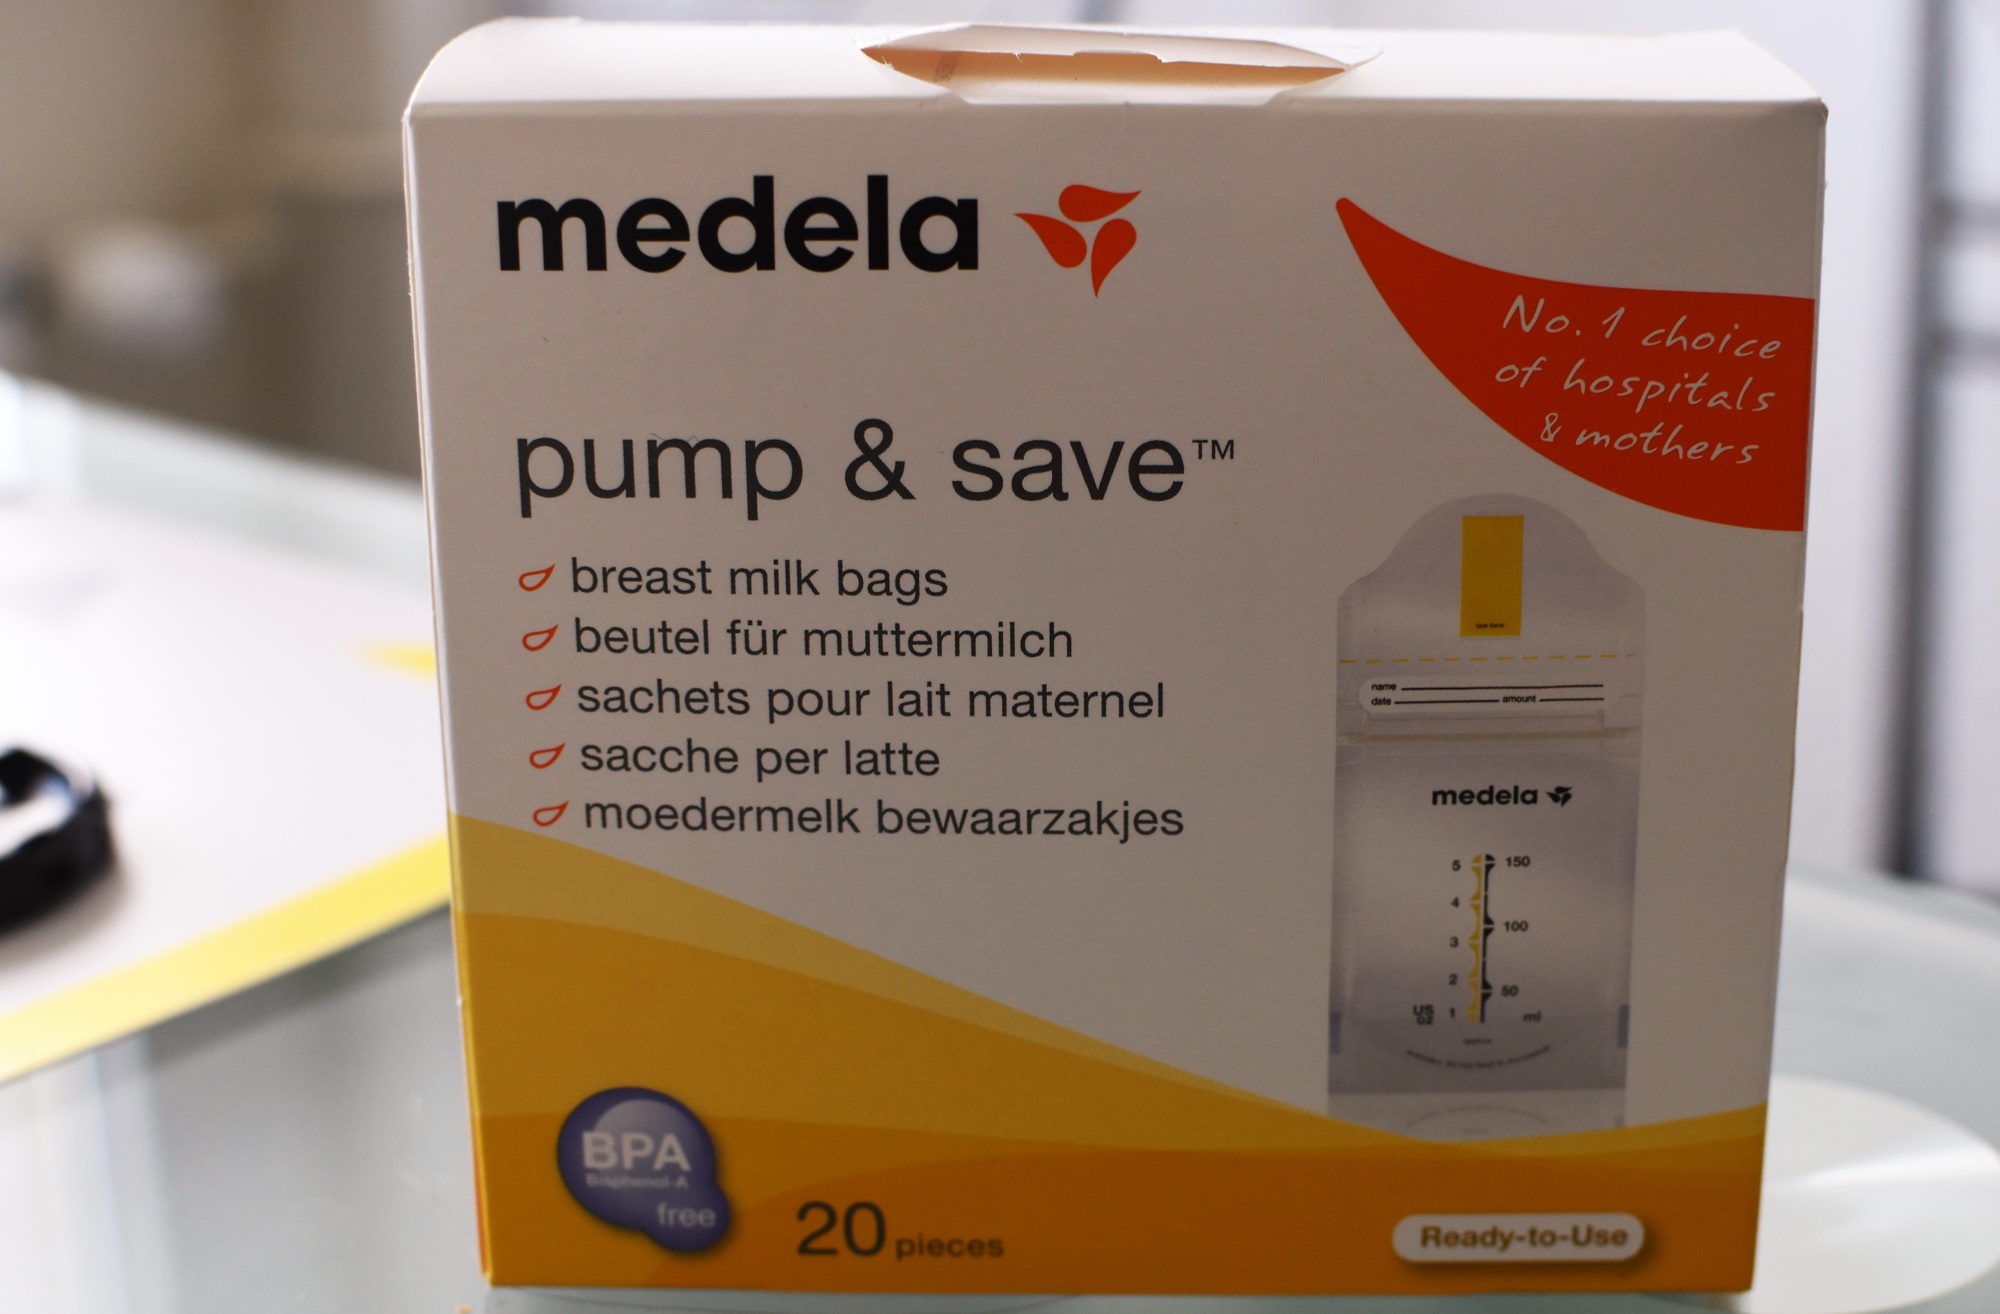 medela
No. 1 choice
of hospitals
& mothers
pump & save™
breast milk bags
beutel für muttermilch
sachets pour lait maternel
sacche per latte
moedermelk bewaarzakjes
name
date amount
medela
5 150
4
100
3
2
50
US
oz 1 ml
BPA
Bisphenol-A
free
20 pieces
Ready-to-Use